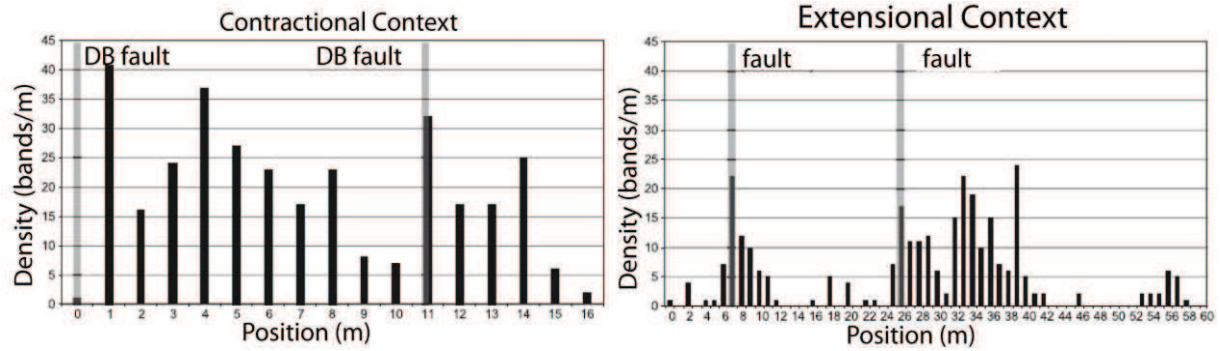 Contractional Context
DB fault
DB fault
Density (bands/m)
45
40
35
30
25
20
15
10
5
0
0 1 2 3 4 5 6 7 8 9 10 11 12 13 14 15 16
Position (m)
Extensional Context
fault
fault
Density (bands/m)
45
40
35
30
25
20
15
10
5
0
0 2 4 6 8 10 12 14 16 18 20 22 24 26 28 30 32 34 36 38 40 42 44 46 48 50 52 54 56 58 60
Position (m)